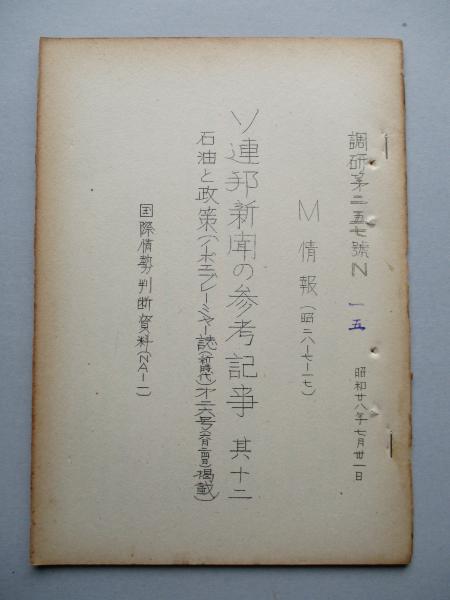 調研第二五七號N 一五
昭和廿八年七月廿一日
M情報(昭二八-七-一七)
ソ連邦新聞の参考記事 其十二
石油と政策(ノーボエブレーミャー誌(新時代)才二六号(六月二四日)掲載)
国際情勢判断資料(NA-一)